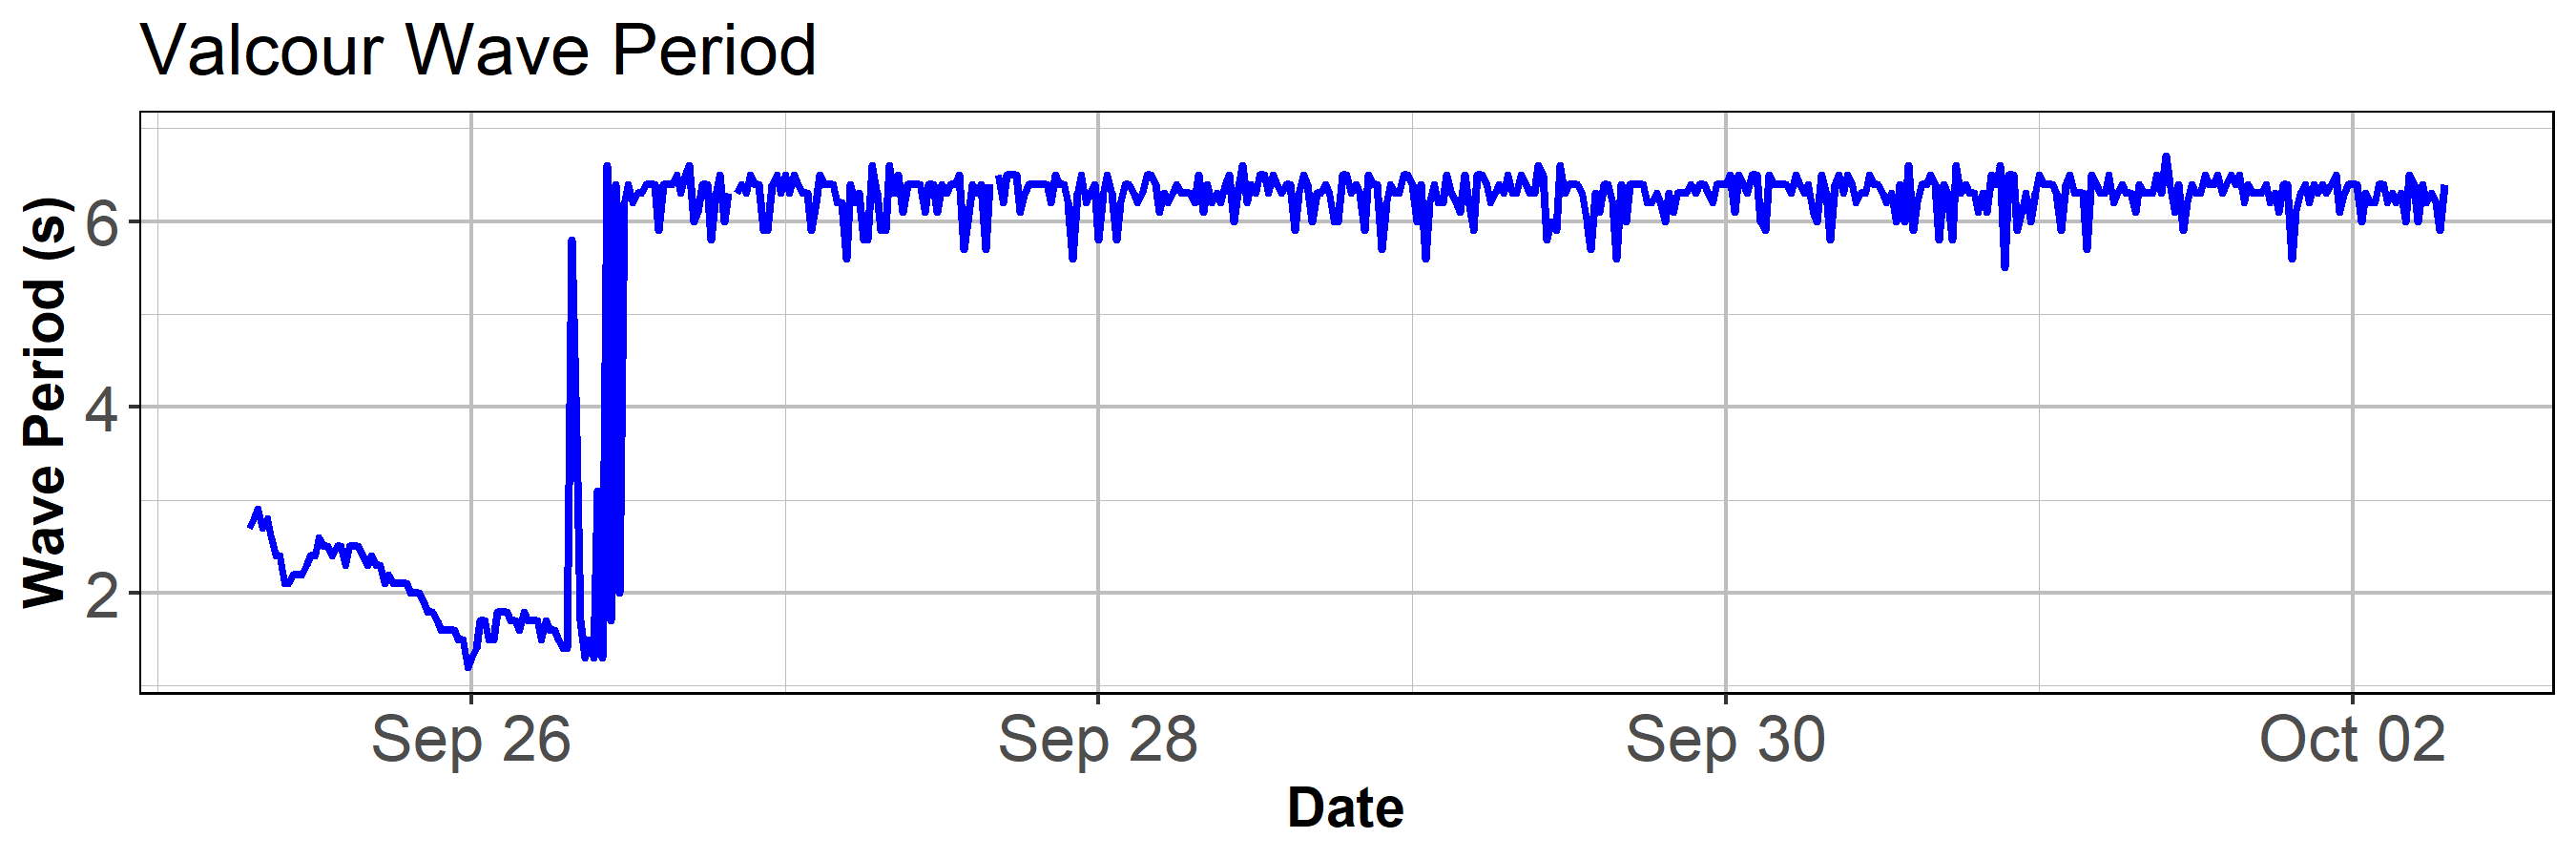 Valcour Wave Period
Wave Period (s)
6
4
2
Sep 26
Sep 28
Sep 30
Oct 02
Date